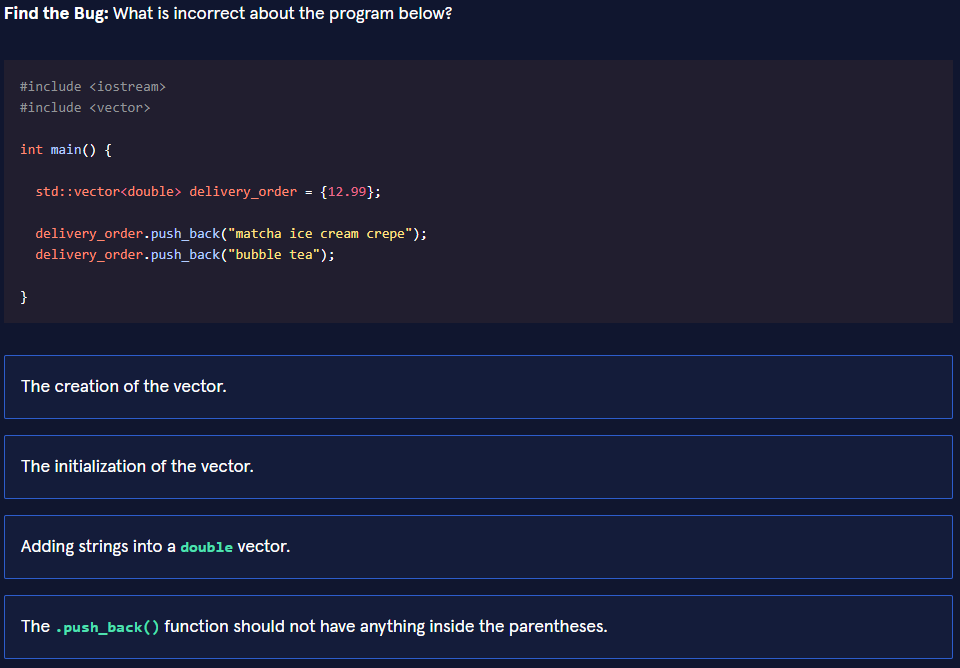 Find the Bug: What is incorrect about the program below?
#include <iostream>
#include <vector>
int main() {
std::vector<double> delivery_order = {12.99};
delivery_order.push_back("matcha ice cream crepe");
delivery_order.push_back("bubble tea");
}
The creation of the vector.
The initialization of the vector.
Adding strings into a double vector.
The .push_back() function should not have anything inside the parentheses.